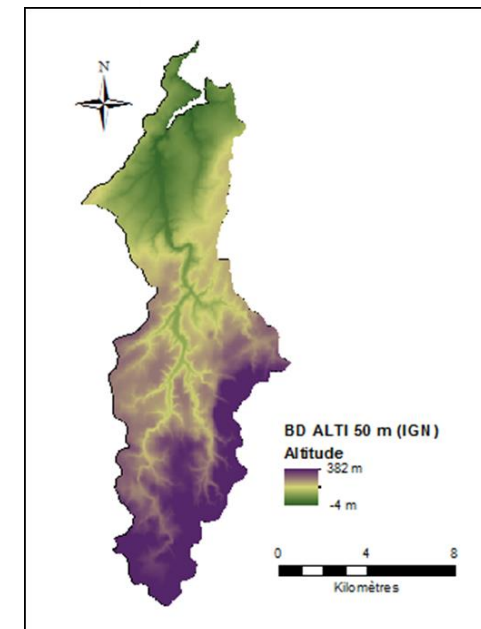 N
BD ALTI 50 m (IGN)
Altitude
382 m
-4 m
0 4 8
Kilomètres